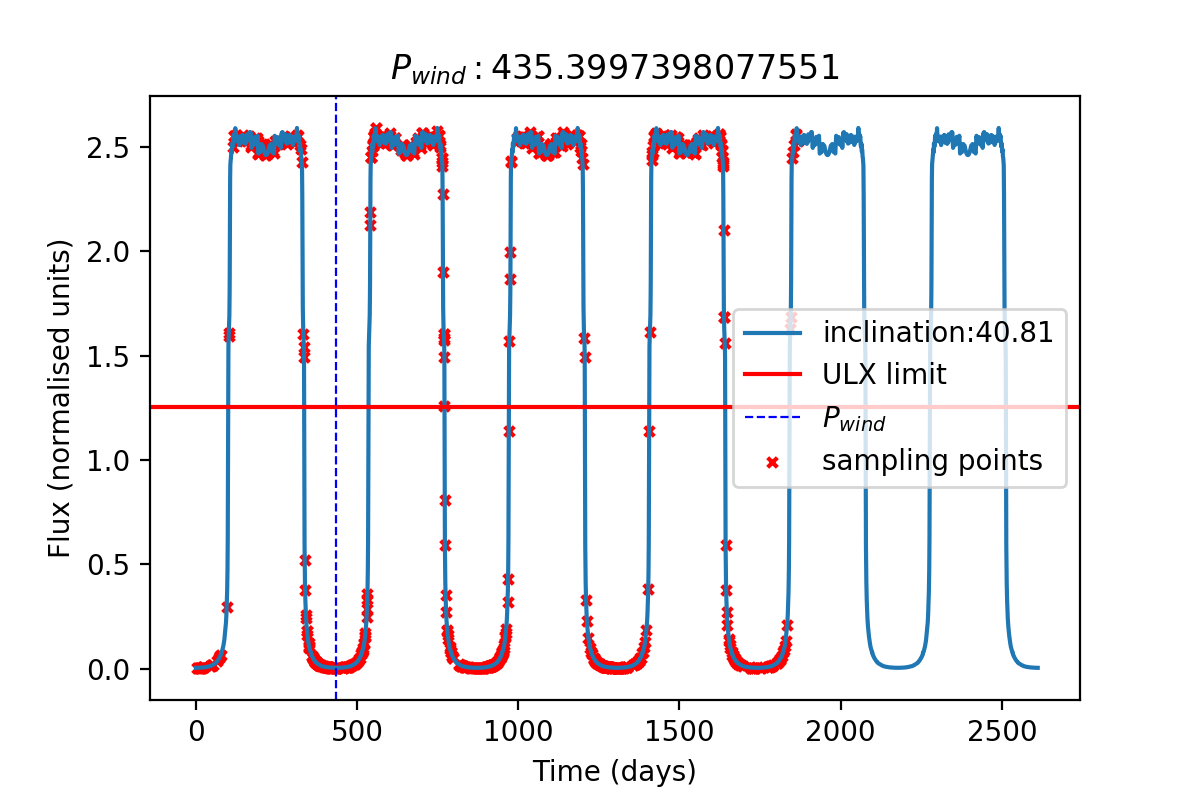 P_wind : 435.3997398077551
Flux (normalised units)
2.5
2.0
1.5
1.0
0.5
0.0
inclination:40.81
ULX limit
P_wind
sampling points
0 500 1000 1500 2000 2500
Time (days)